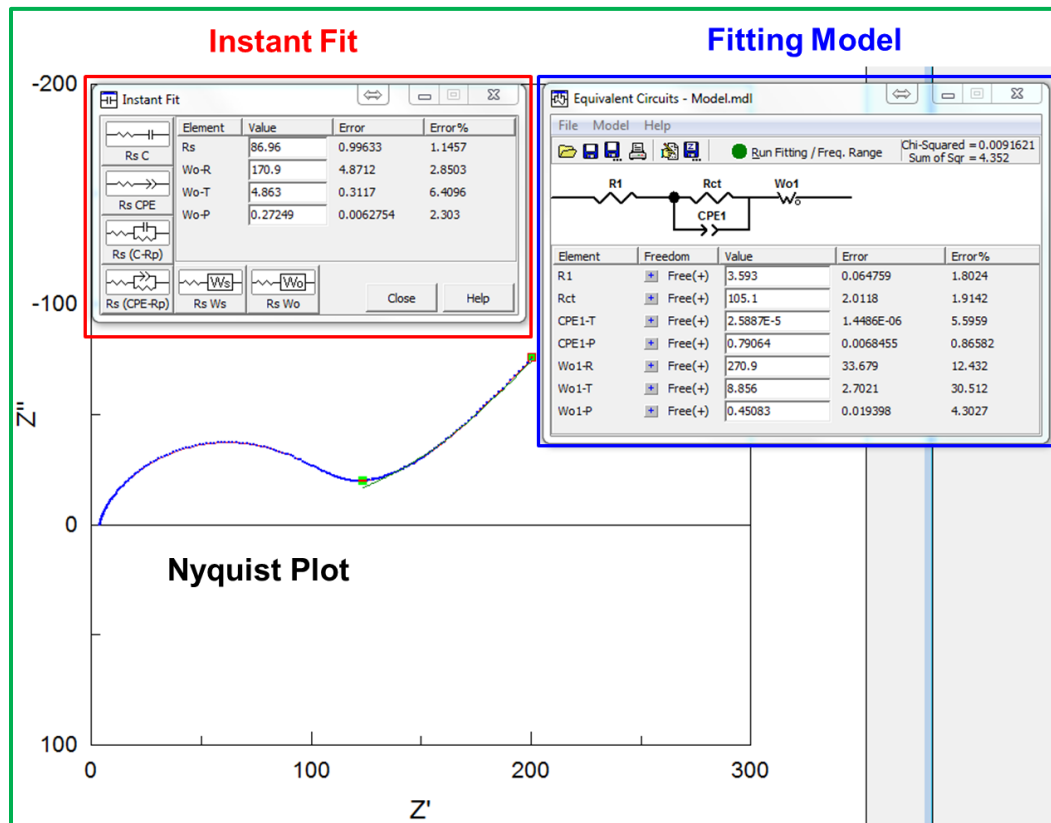 Instant Fit
Fitting Model
Instant Fit
Element Value Error Error%
Rs 86.96 0.99633 1.1457
Wo-R 170.9 4.8712 2.8503
Wo-T 4.863 0.3117 6.4096
Wo-P 0.27249 0.0062754 2.303
Rs C
Rs CPE
Rs (C-Rp)
Rs (CPE-Rp)
Ws
Rs Ws
Wo
Rs Wo
Close
Help
Equivalent Circuits - Model.mdl
File Model Help
Run Fitting / Freq. Range
Chi-Squared = 0.0091621
Sum of Sqr = 4.352
R1 Rct Wo1
CPE1
Element Freedom Value Error Error%
R1 + Free(+) 3.593 0.064759 1.8024
Rct + Free(+) 105.1 2.0118 1.9142
CPE1-T + Free(+) 2.5887E-5 1.4486E-06 5.5959
CPE1-P + Free(+) 0.79064 0.0068455 0.86582
Wo1-R + Free(+) 270.9 33.679 12.432
Wo1-T + Free(+) 8.856 2.7021 30.512
Wo1-P + Free(+) 0.45083 0.019398 4.3027
-200
-100
0
100
Z''
Nyquist Plot
0 100 200 300
Z'